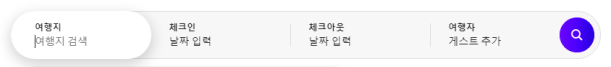 여행지
여행지 검색
체크인
날짜 입력
체크아웃
날짜 입력
여행자
게스트 추가